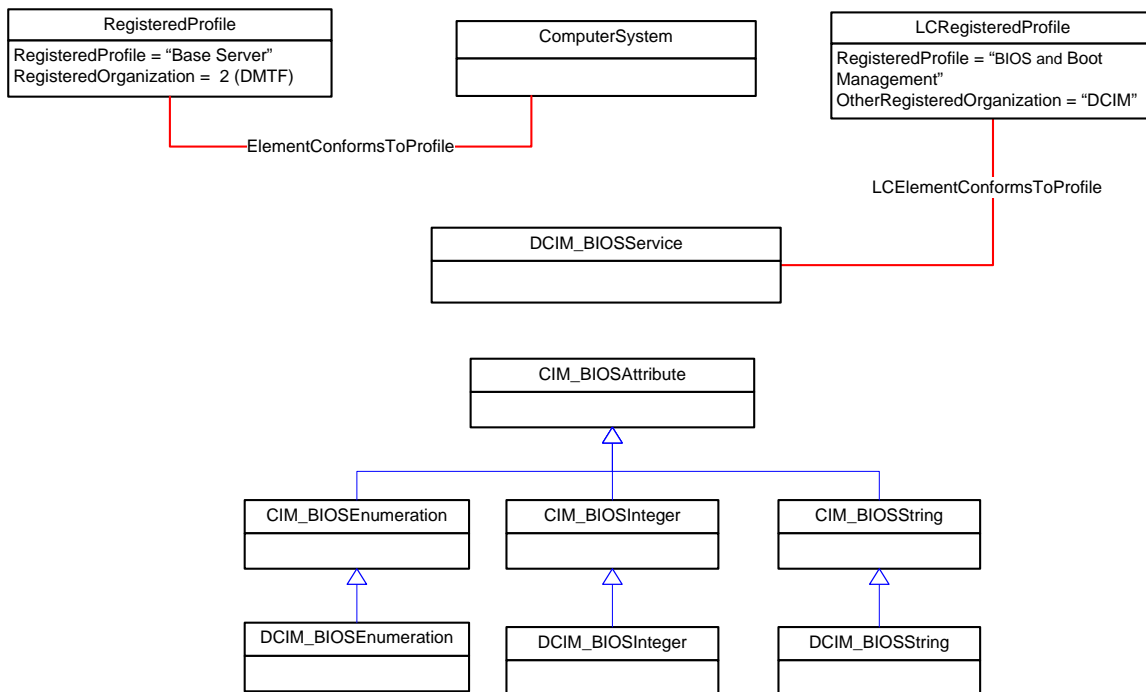 RegisteredProfile
RegisteredProfile = “Base Server”
RegisteredOrganization =  2 (DMTF)
ComputerSystem
LCRegisteredProfile
RegisteredProfile = “BIOS and Boot
Management”
OtherRegisteredOrganization = “DCIM”
ElementConformsToProfile
LCElementConformsToProfile
DCIM_BIOSService
CIM_BIOSAttribute
CIM_BIOSEnumeration
CIM_BIOSInteger
CIM_BIOSString
DCIM_BIOSEnumeration
DCIM_BIOSInteger
DCIM_BIOSString